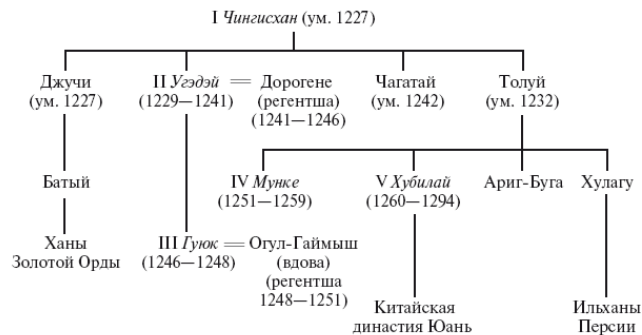 I Чингисхан (ум. 1227)
Джучи
(ум. 1227)
II Угэдэй
(1229—1241)
Дорогене
(регентша)
(1241—1246)
Чагатай
(ум. 1242)
Толуй
(ум. 1232)
Батый
IV Мунке
(1251—1259)
V Хубилай
(1260—1294)
Ариг-Буга
Хулагу
Ханы
Золотой Орды
III Гуюк
(1246—1248)
Огул-Гаймыш
(вдова)
(регентша
1248—1251)
Китайская
династия Юань
Ильханы
Персии